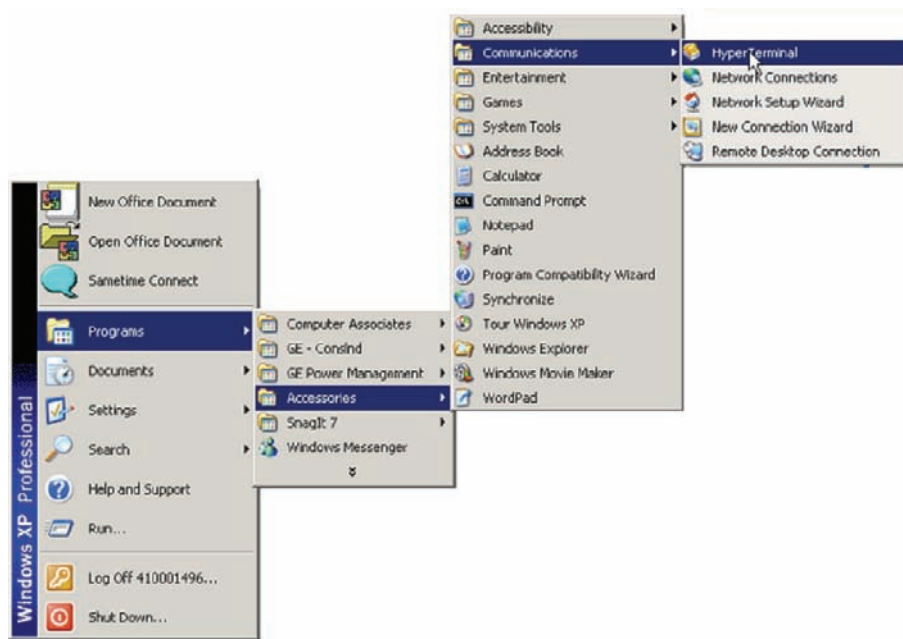 Accessibility
Communications
Entertainment
Games
System Tools
Address Book
Calculator
Command Prompt
Notepad
Paint
Program Compatibility Wizard
Synchronize
Tour Windows XP
Windows Explorer
Windows Movie Maker
WordPad
HyperTerminal
Network Connections
Network Setup Wizard
New Connection Wizard
Remote Desktop Connection
New Office Document
Open Office Document
Sametime Connect
Programs
Documents
Settings
Search
Help and Support
Run...
Log Off 410001496...
Shut Down...
Computer Associates
GE - ConsInd
GE Power Management
Accessories
SnagIt 7
Windows Messenger
Windows XP Professional